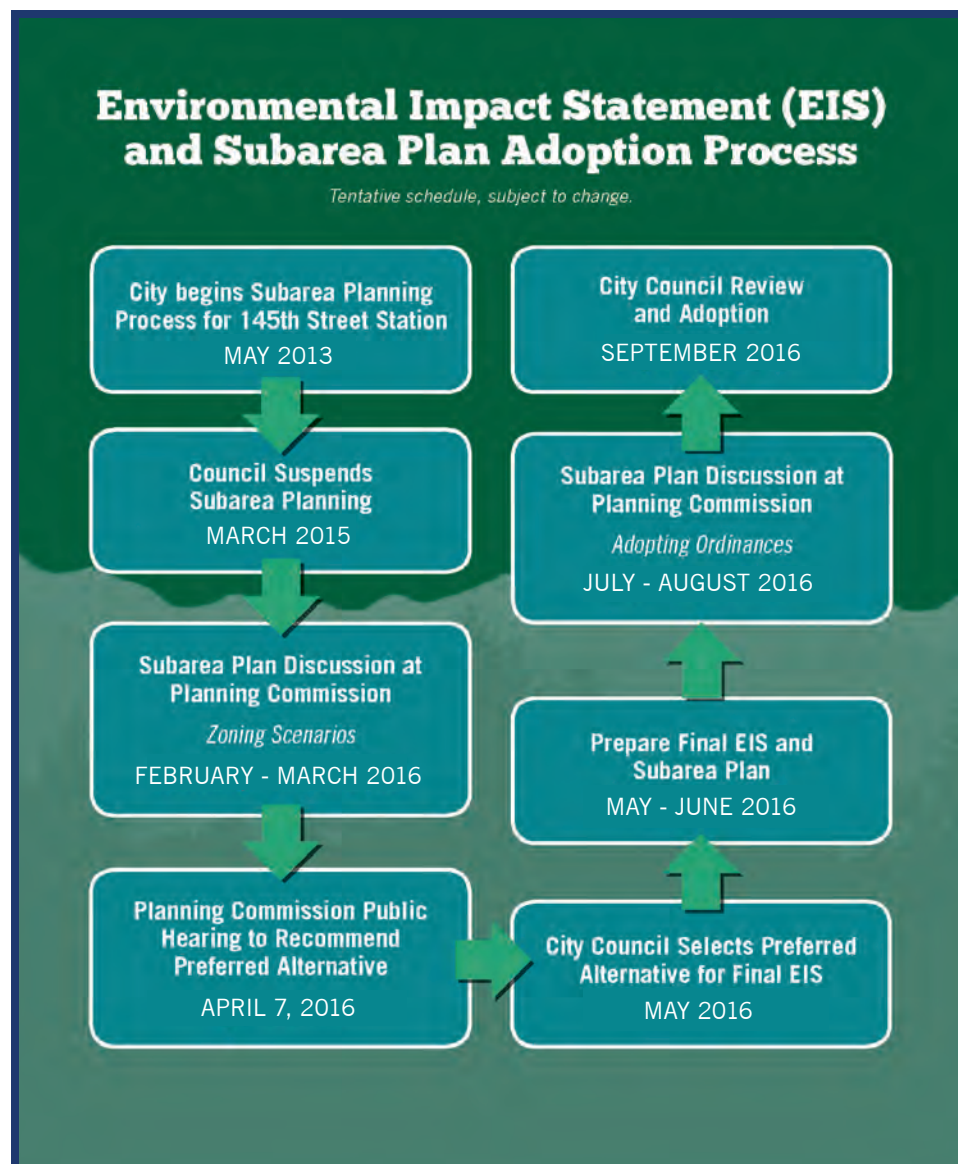 Environmental Impact Statement (EIS)
and Subarea Plan Adoption Process
Tentative schedule, subject to change.
City begins Subarea Planning
Process for 145th Street Station
MAY 2013
Council Suspends
Subarea Planning
MARCH 2015
Subarea Plan Discussion at
Planning Commission
Zoning Scenarios
FEBRUARY - MARCH 2016
Planning Commission Public
Hearing to Recommend
Preferred Alternative
APRIL 7, 2016
City Council Selects Preferred
Alternative for Final EIS
MAY 2016
Prepare Final EIS and
Subarea Plan
MAY - JUNE 2016
Subarea Plan Discussion at
Planning Commission
Adopting Ordinances
JULY - AUGUST 2016
City Council Review
and Adoption
SEPTEMBER 2016